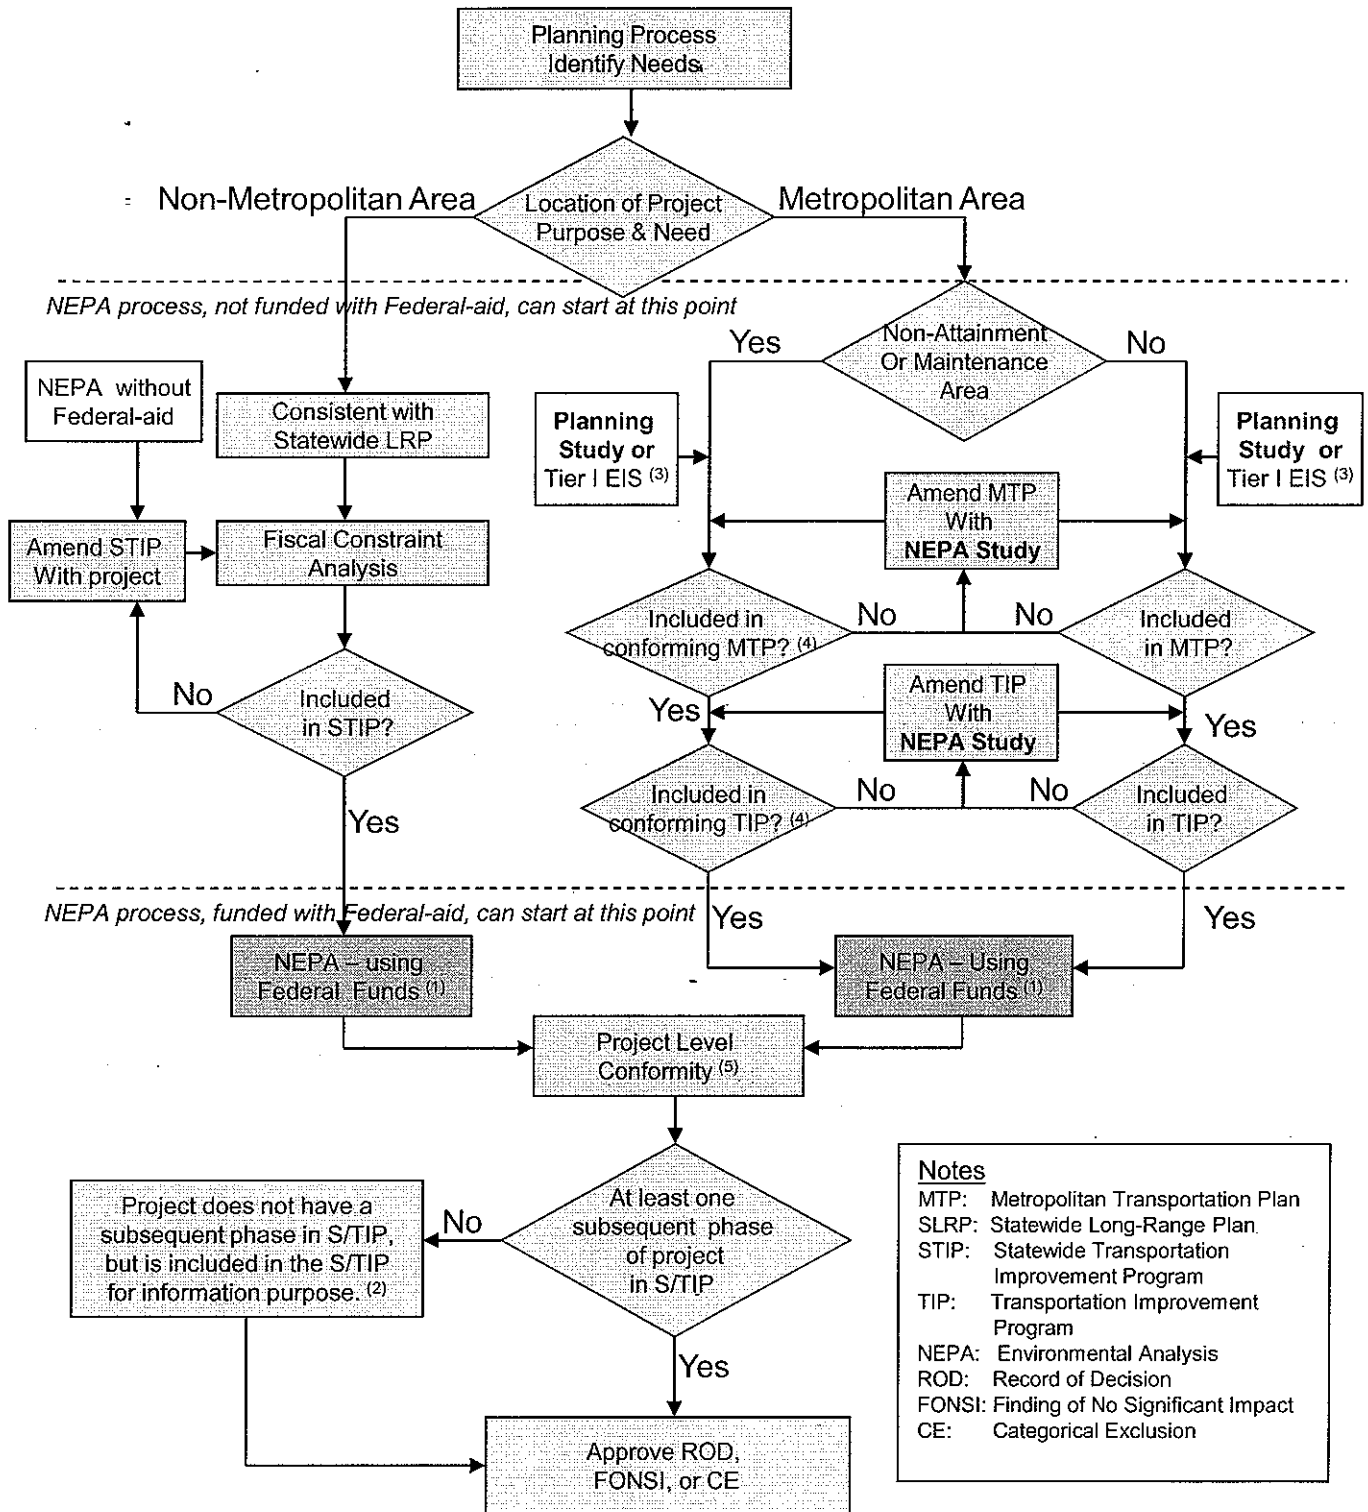 Planning Process
Identify Needs
Non-Metropolitan Area
Location of Project
Purpose & Need
Metropolitan Area
NEPA process, not funded with Federal-aid, can start at this point
Yes
Non-Attainment
Or Maintenance
Area
No
NEPA without
Federal-aid
Consistent with
Statewide LRP
Planning
Study or
Tier I EIS (3)
Planning
Study or
Tier I EIS (3)
Amend MTP
With
NEPA Study
Amend STIP
With project
Fiscal Constraint
Analysis
Included in
conforming MTP? (4)
No
No
Included
in MTP?
No
Included
in STIP?
Yes
Amend TIP
With
NEPA Study
Yes
Included in
conforming TIP? (4)
No
No
Included
in TIP?
Yes
NEPA process, funded with Federal-aid, can start at this point
Yes
Yes
NEPA – using
Federal Funds (1)
NEPA – Using
Federal Funds (1)
Project Level
Conformity (5)
Project does not have a
subsequent phase in S/TIP,
but is included in the S/TIP
for information purpose. (2)
No
At least one
subsequent phase
of project
in S/TIP
Yes
Approve ROD,
FONSI, or CE
Notes
MTP: Metropolitan Transportation Plan
SLRP: Statewide Long-Range Plan
STIP: Statewide Transportation
Improvement Program
TIP: Transportation Improvement
Program
NEPA: Environmental Analysis
ROD: Record of Decision
FONSI: Finding of No Significant Impact
CE: Categorical Exclusion